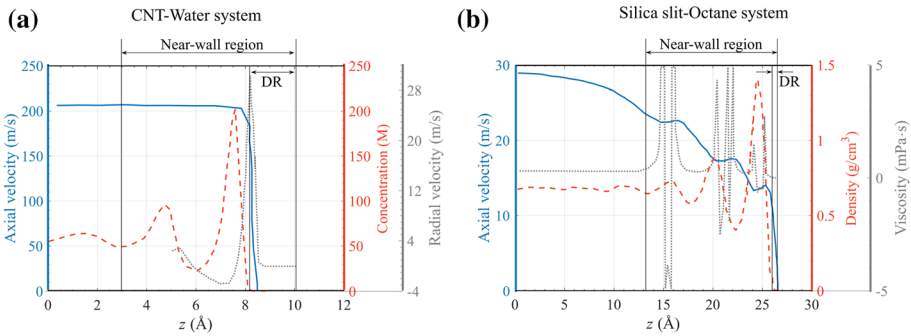 (a)
CNT-Water system
Near-wall region
DR
Axial velocity (m/s)
250
200
150
100
50
0
0 2 4 6 8 10 12
z (Å)
250
200
150
100
50
0
Concentration (M)
28
20
12
4
-4
Radial velocity (m/s)
(b)
Silica slit-Octane system
Near-wall region
DR
Axial velocity (m/s)
30
20
10
0
0 5 10 15 20 25 30
z (Å)
1.5
1
0.5
0
Density (g/cm³)
5
0
-5
Viscosity (mPa·s)